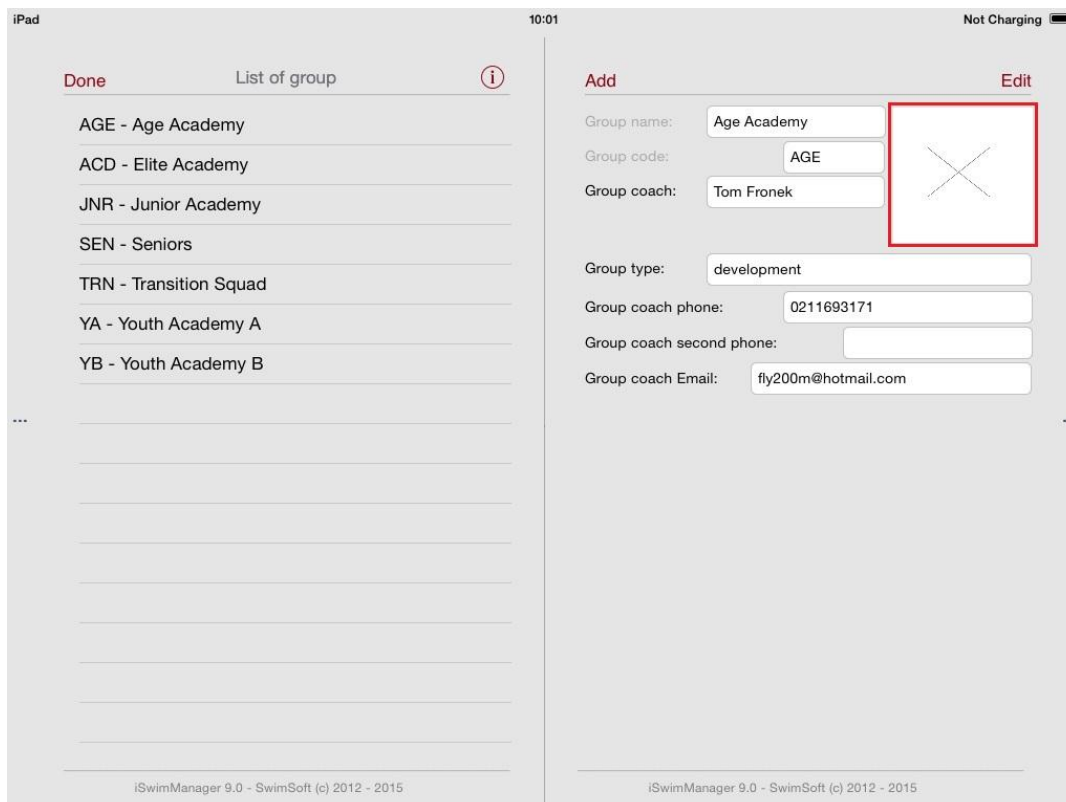 iPad 10:01 Not Charging
Done List of group i
AGE - Age Academy
ACD - Elite Academy
JNR - Junior Academy
SEN - Seniors
TRN - Transition Squad
YA - Youth Academy A
YB - Youth Academy B
iSwimManager 9.0 - SwimSoft (c) 2012 - 2015
Add Edit
Group name: Age Academy
Group code: AGE
Group coach: Tom Fronek
Group type: development
Group coach phone: 0211693171
Group coach second phone:
Group coach Email: fly200m@hotmail.com
iSwimManager 9.0 - SwimSoft (c) 2012 - 2015